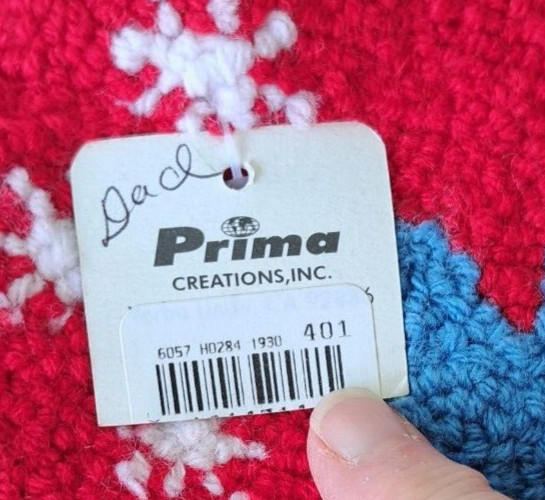 Dad
Prima
CREATIONS,INC.
6057 H0284 1930 401